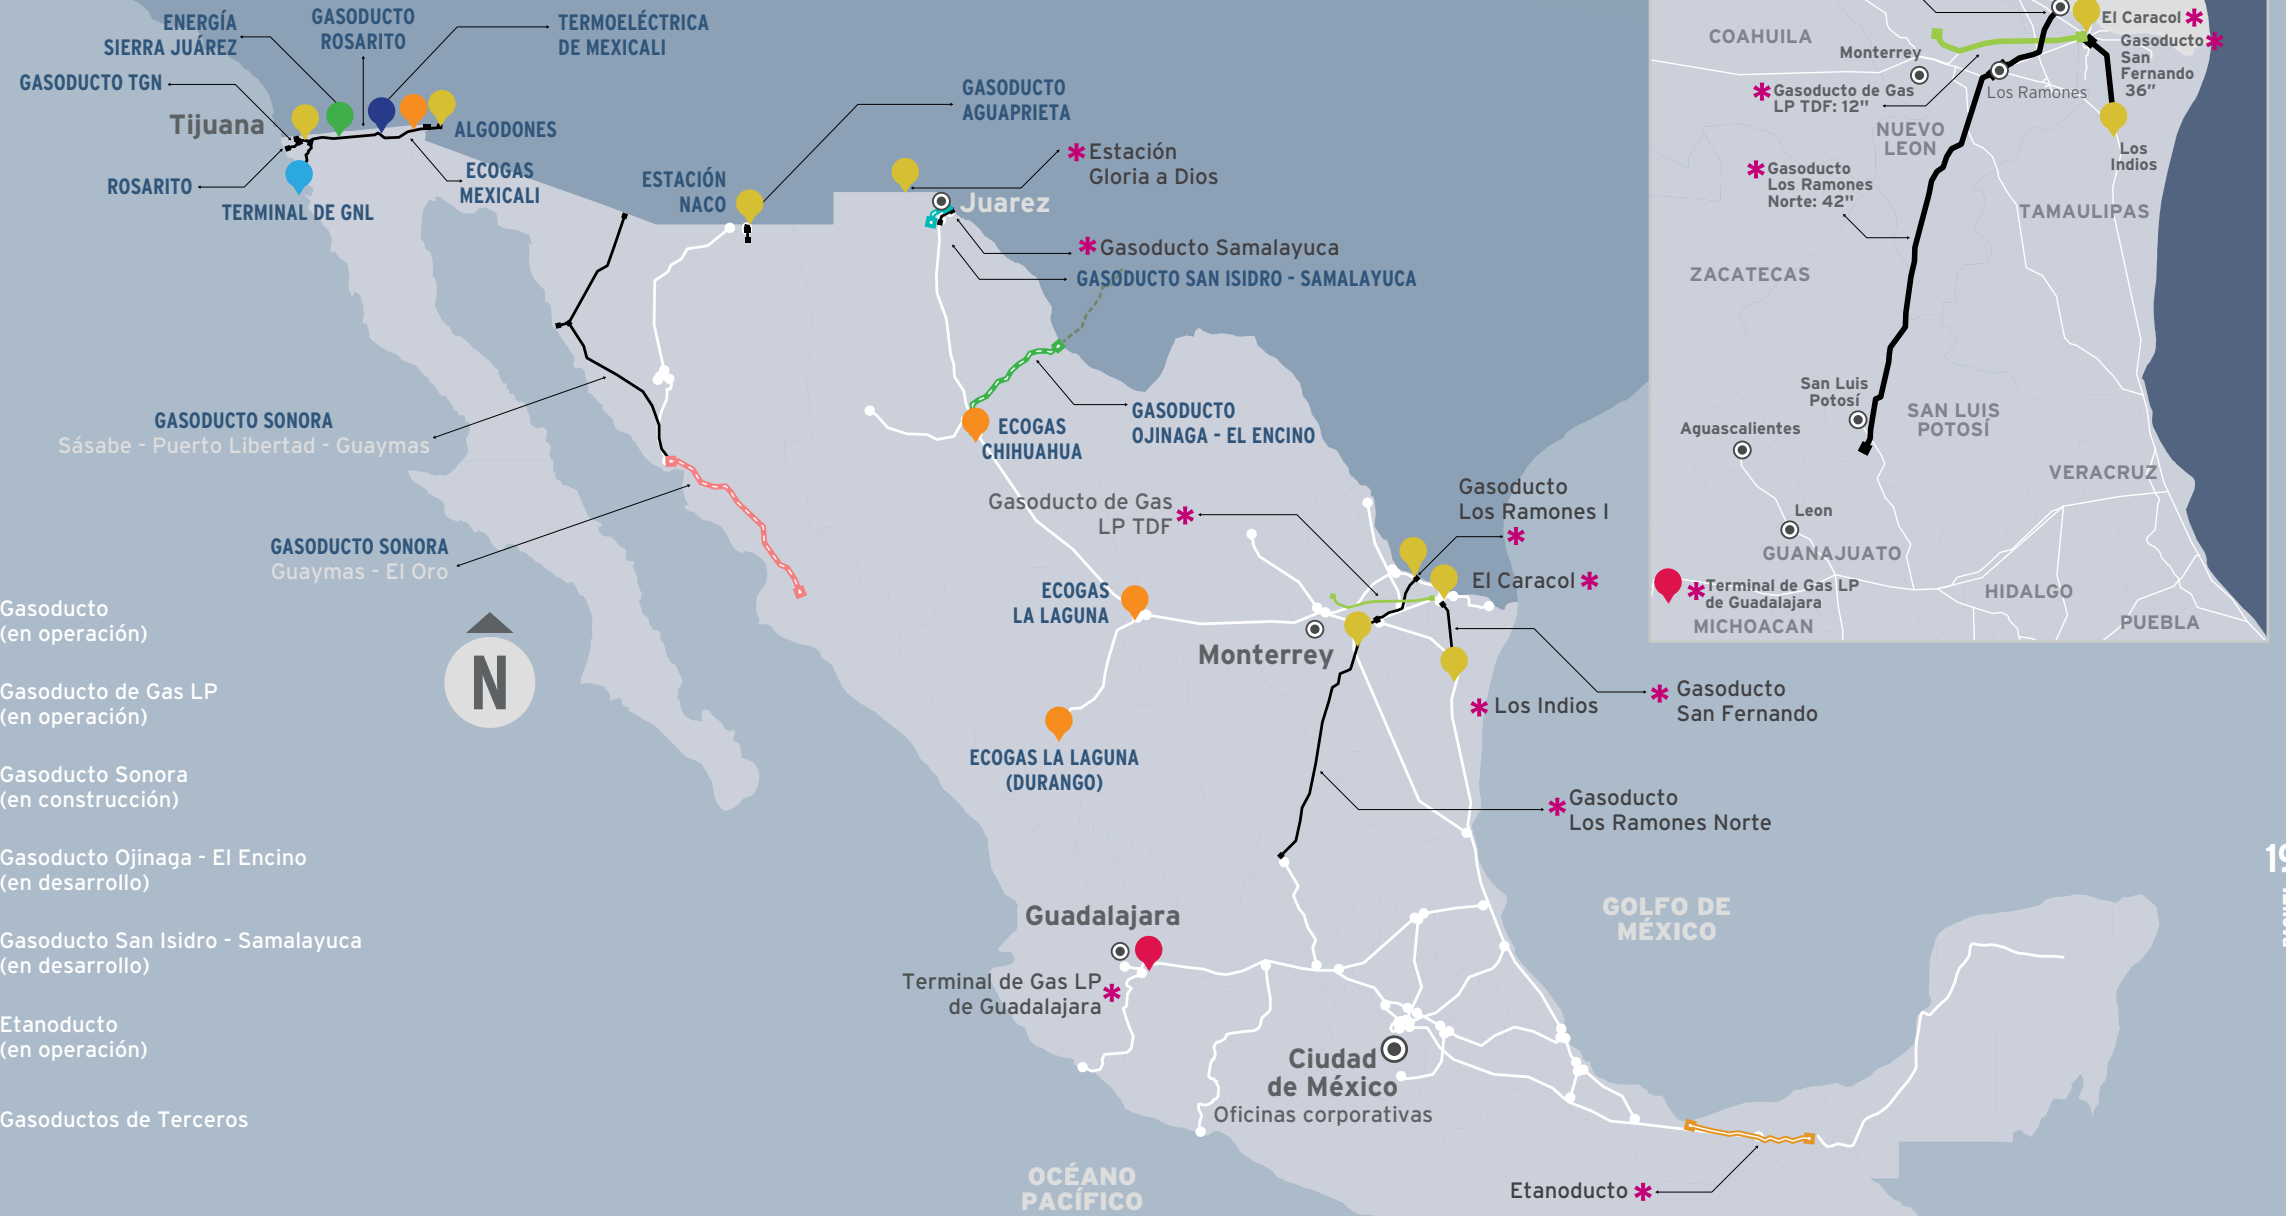 ENERGÍA
SIERRA JUÁREZ
GASODUCTO
ROSARITO
TERMOELÉCTRICA
DE MEXICALI
GASODUCTO TGN
Tijuana
ALGODONES
ROSARITO
ECOGAS
MEXICALI
TERMINAL DE GNL
GASODUCTO
AGUAPRIETA
ESTACIÓN
NACO
* Estación
Gloria a Dios
Juarez
* Gasoducto Samalayuca
GASODUCTO SAN ISIDRO - SAMALAYUCA
GASODUCTO SONORA
Sásabe - Puerto Libertad - Guaymas
GASODUCTO
OJINAGA - EL ENCINO
ECOGAS
CHIHUAHUA
GASODUCTO SONORA
Guaymas - El Oro
Gasoducto de Gas
LP TDF *
Gasoducto
Los Ramones I
*
El Caracol *
ECOGAS
LA LAGUNA
Monterrey
* Los Indios
* Gasoducto
San Fernando
ECOGAS LA LAGUNA
(DURANGO)
* Gasoducto
Los Ramones Norte
N
Gasoducto
(en operación)
Gasoducto de Gas LP
(en operación)
Gasoducto Sonora
(en construcción)
Gasoducto Ojinaga - El Encino
(en desarrollo)
Gasoducto San Isidro - Samalayuca
(en desarrollo)
Etanoducto
(en operación)
Gasoductos de Terceros
Guadalajara
Terminal de Gas LP
de Guadalajara *
Ciudad
de México
Oficinas corporativas
GOLFO DE
MÉXICO
OCÉANO
PACÍFICO
Etanoducto *
El Caracol *
COAHUILA
Monterrey
Gasoducto *
San
Fernando
36"
Los Ramones
* Gasoducto de Gas
LP TDF: 12"
NUEVO
LEON
Los
Indios
* Gasoducto
Los Ramones
Norte: 42"
TAMAULIPAS
ZACATECAS
San Luis
Potosí
SAN LUIS
POTOSÍ
Aguascalientes
VERACRUZ
Leon
GUANAJUATO
* Terminal de Gas LP
de Guadalajara
HIDALGO
MICHOACAN
PUEBLA